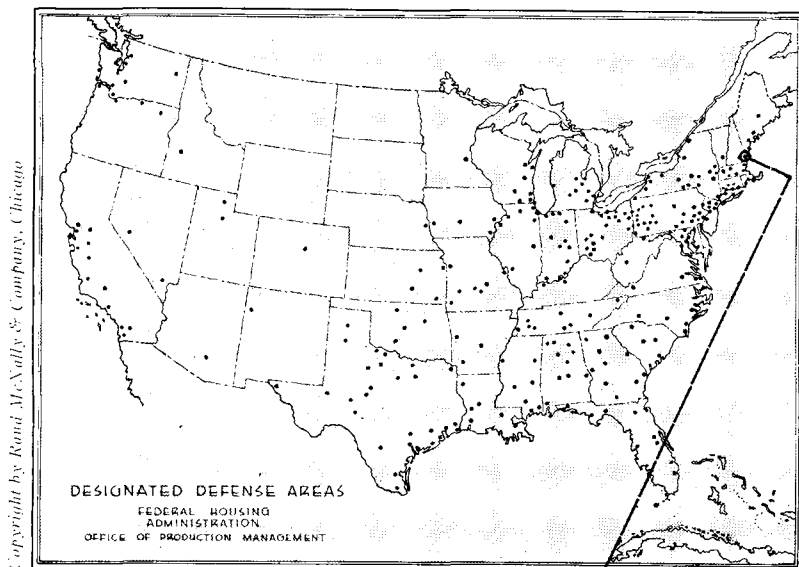 Copyright by Rand McNally & Company, Chicago
DESIGNATED DEFENSE AREAS
FEDERAL HOUSING
ADMINISTRATION
OFFICE OF PRODUCTION MANAGEMENT